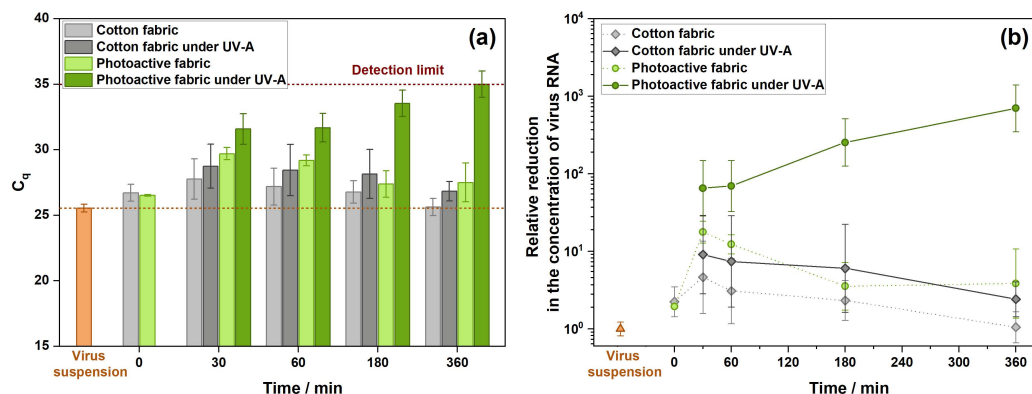 (a)
Cotton fabric
Cotton fabric under UV-A
Photoactive fabric
Photoactive fabric under UV-A
Detection limit
40
35
30
25
20
15
Cq
Virus
suspension
0
30
60
180
360
Time / min
(b)
Cotton fabric
Cotton fabric under UV-A
Photoactive fabric
Photoactive fabric under UV-A
10⁴
10³
10²
10¹
10⁰
Relative reduction
in the concentration of virus RNA
Virus
suspension
0
60
120
180
240
300
360
Time / min